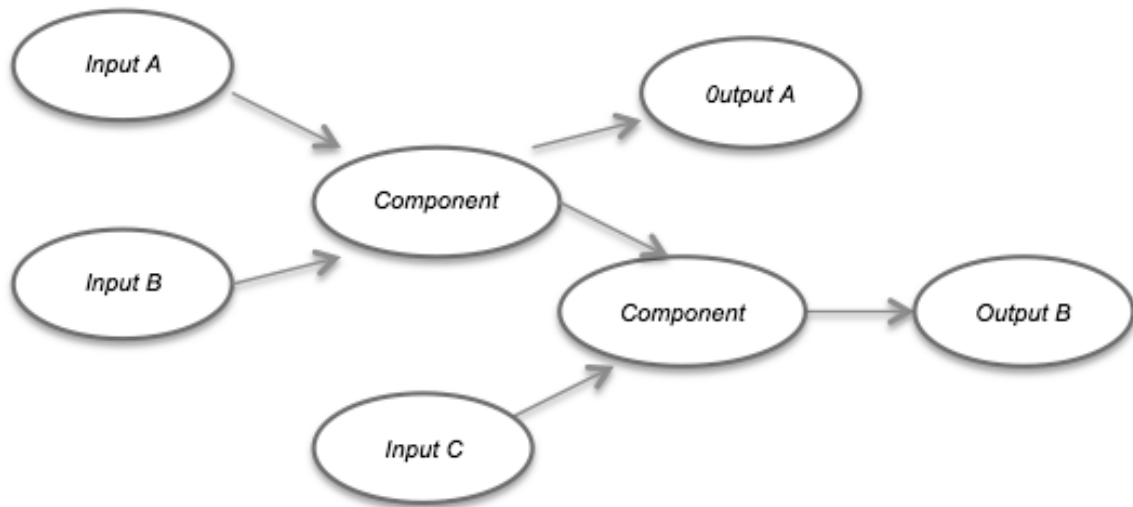 Input A
0utput A
Component
Input B
Component
Output B
Input C